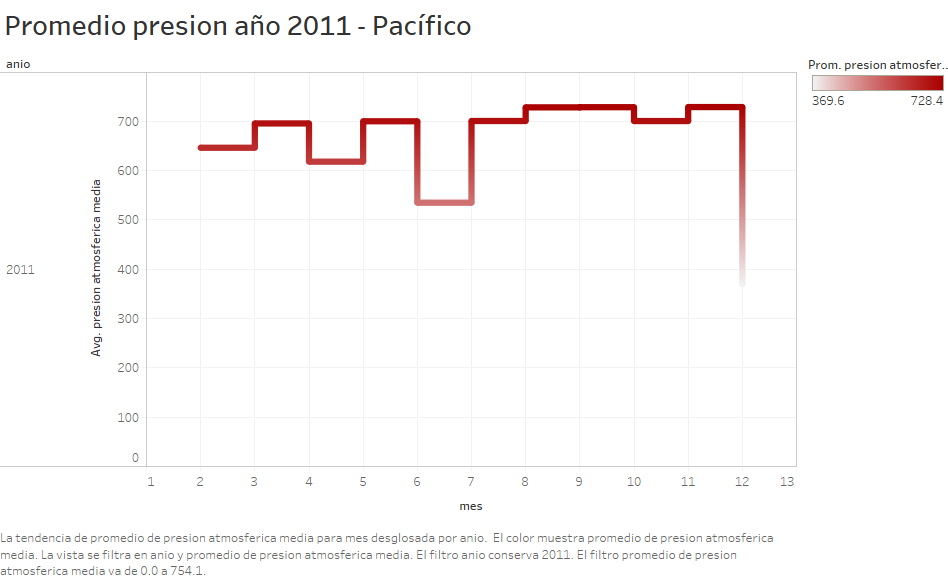 Promedio presion año 2011 - Pacífico
anio
Prom. presion atmosfer..
369.6 728.4
700
600
500
400
300
200
100
0
2011
Avg. presion atmosferica media
1 2 3 4 5 6 7 8 9 10 11 12 13
mes
La tendencia de promedio de presion atmosferica media para mes desglosada por anio. El color muestra promedio de presion atmosferica
media. La vista se filtra en anio y promedio de presion atmosferica media. El filtro anio conserva 2011. El filtro promedio de presion
atmosferica media va de 0.0 a 754.1.